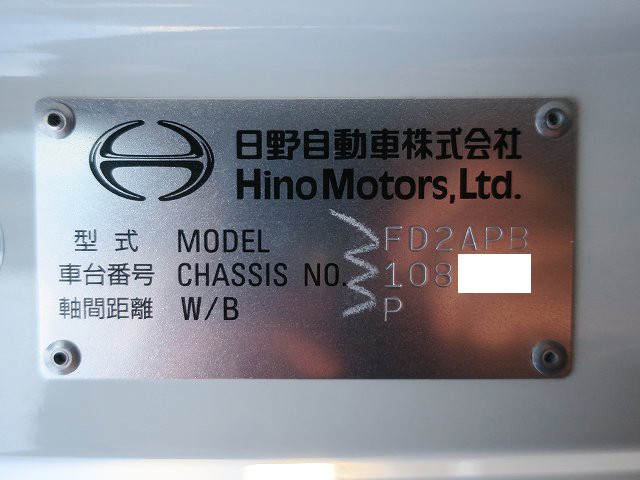 日野自動車株式会社
Hino Motors, Ltd.
型式 MODEL FD2APB
車台番号 CHASSIS NO. 108
軸間距離 W/B P